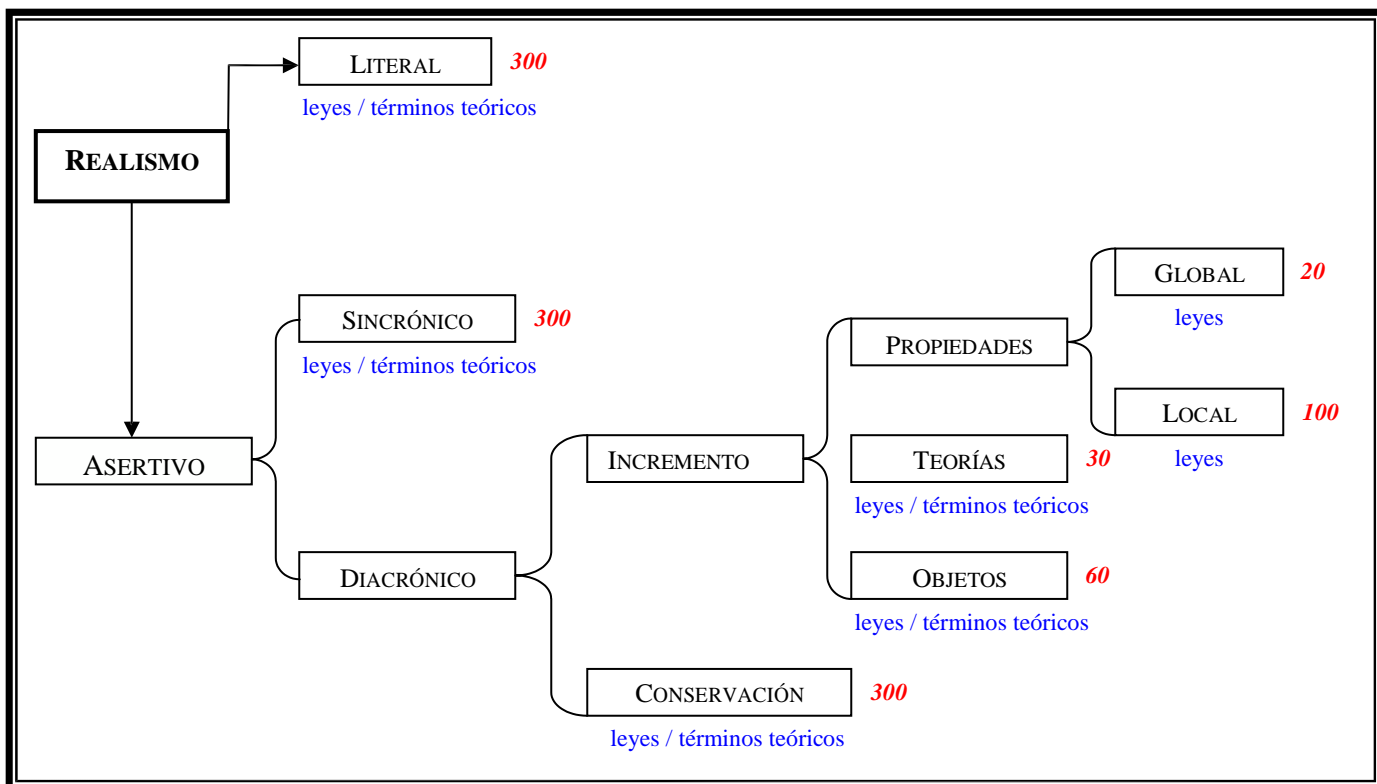 LITERAL 300
leyes / términos teóricos
REALISMO
GLOBAL 20
leyes
SINCRÓNICO 300
leyes / términos teóricos
PROPIEDADES
LOCAL 100
leyes
ASERTIVO
INCREMENTO
TEORÍAS 30
leyes / términos teóricos
DIACRÓNICO
OBJETOS 60
leyes / términos teóricos
CONSERVACIÓN 300
leyes / términos teóricos